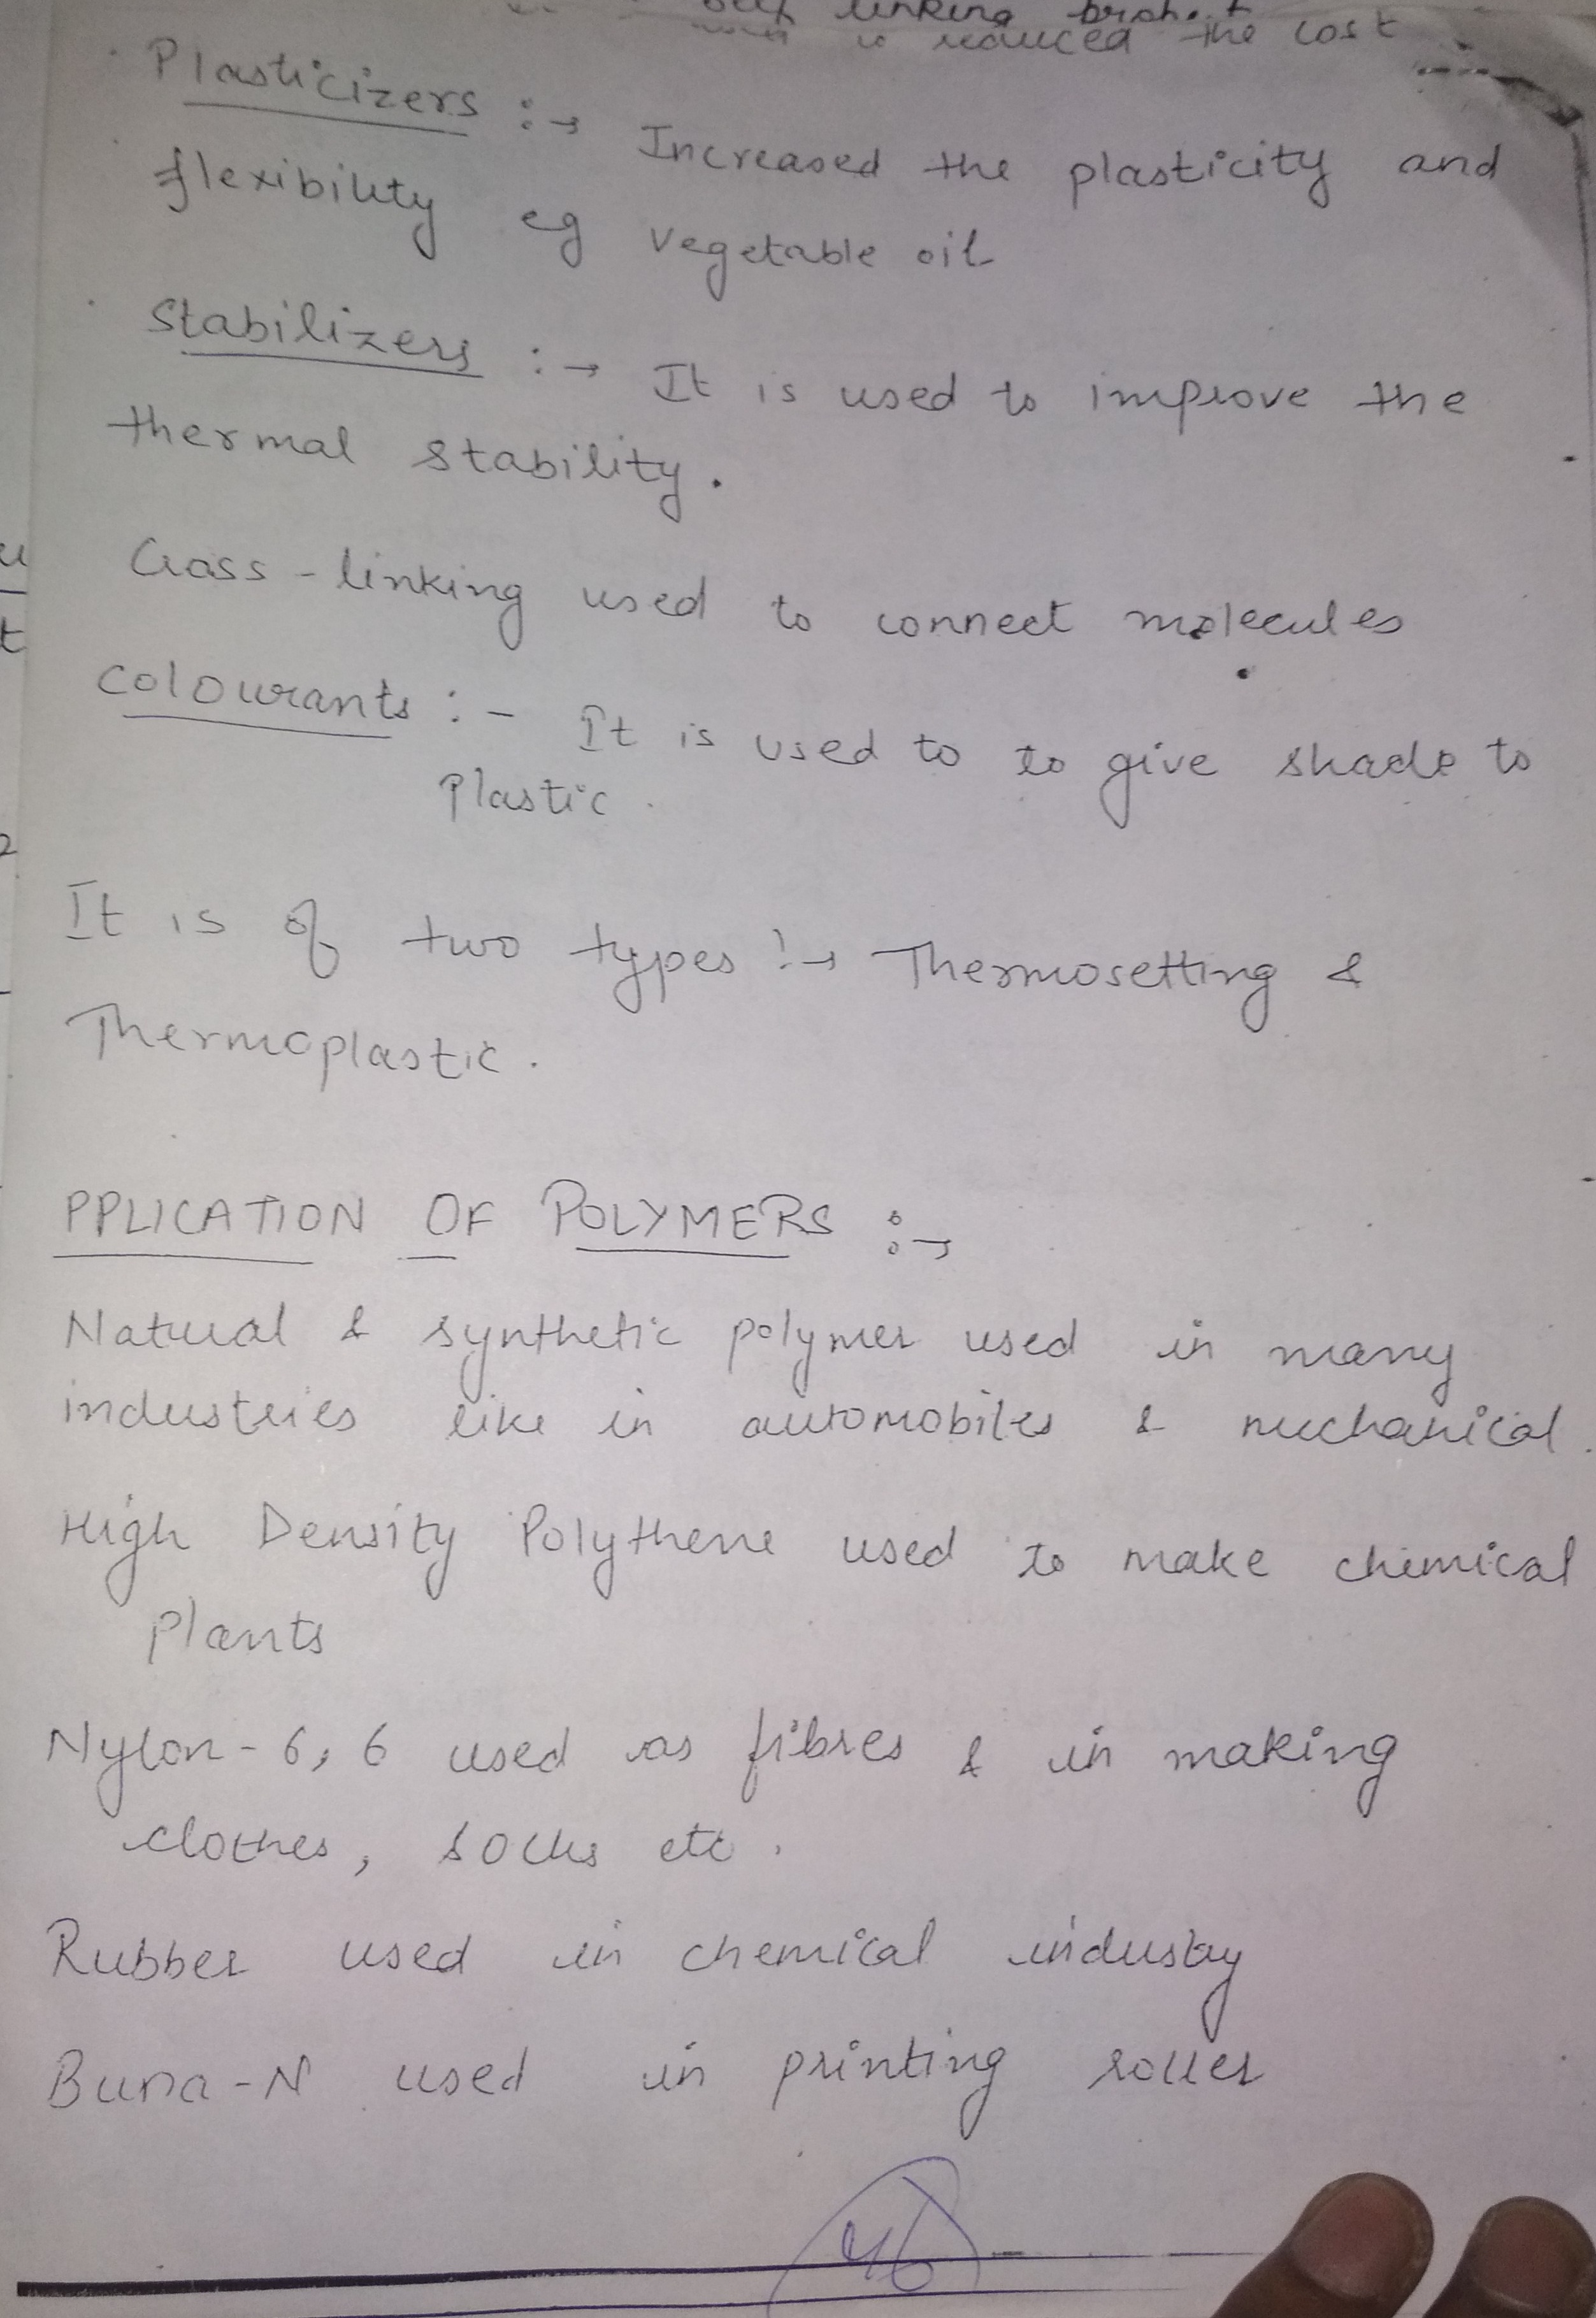 linking
reduced the cost
Plasticizers :→ Increased the plasticity and
flexibility eg vegetable oil
Stabilizers :→ It is used to improve the
thermal stability.
Cross-linking used to connect molecules
Colourants :- It is used to to give shade to
plastic.
It is of two types :→ Thermosetting &
Thermoplastic.
PPLICATION OF POLYMERS :→
Natural & synthetic polymer used in many
industries like in automobiles & mechanical.
High Density Polythene used to make chemical
plants
Nylon-6,6 used as fibres & in making
clothes, socks etc.
Rubber used in chemical industry
Buna-N used in printing roller
46